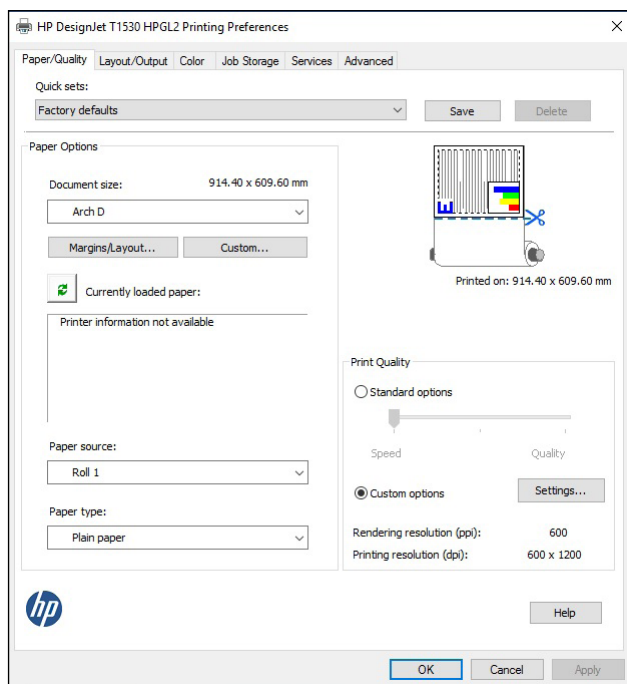 HP DesignJet T1530 HPGL2 Printing Preferences
Paper/Quality Layout/Output Color Job Storage Services Advanced
Quick sets:
Factory defaults
Save
Delete
Paper Options
Document size: 914.40 x 609.60 mm
Arch D
Margins/Layout... Custom...
Currently loaded paper:
Printer information not available
Paper source:
Roll 1
Paper type:
Plain paper
E
Printed on: 914.40 x 609.60 mm
Print Quality
Standard options
Speed Quality
Custom options Settings...
Rendering resolution (ppi): 600
Printing resolution (dpi): 600 x 1200
hp
Help
OK Cancel Apply